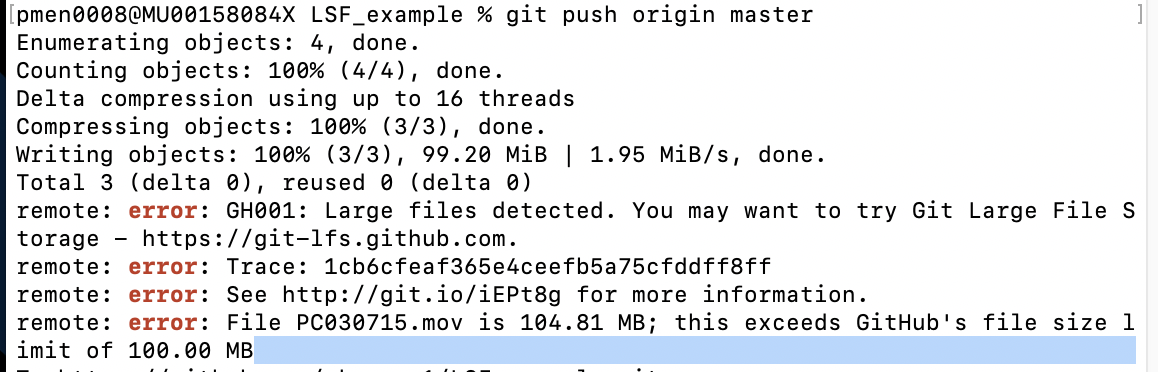 [pmen0008@MU00158084X LSF_example % git push origin master ]
Enumerating objects: 4, done.
Counting objects: 100% (4/4), done.
Delta compression using up to 16 threads
Compressing objects: 100% (3/3), done.
Writing objects: 100% (3/3), 99.20 MiB | 1.95 MiB/s, done.
Total 3 (delta 0), reused 0 (delta 0)
remote: error: GH001: Large files detected. You may want to try Git Large File S
torage - https://git-lfs.github.com.
remote: error: Trace: 1cb6cfeaf365e4ceefb5a75cfddff8ff
remote: error: See http://git.io/iEPt8g for more information.
remote: error: File PC030715.mov is 104.81 MB; this exceeds GitHub's file size l
imit of 100.00 MB